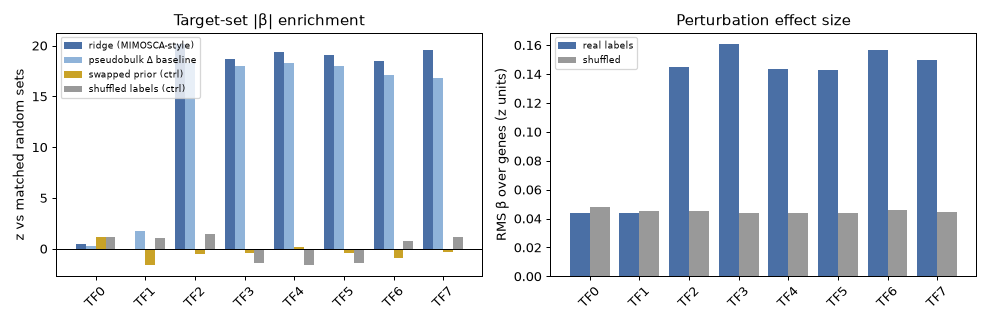 Target-set |β| enrichment
z vs matched random sets
20
15
10
5
0
ridge (MIMOSCA-style)
pseudobulk Δ baseline
swapped prior (ctrl)
shuffled labels (ctrl)
TF0
TF1
TF2
TF3
TF4
TF5
TF6
TF7
Perturbation effect size
RMS β over genes (z units)
0.16
0.14
0.12
0.10
0.08
0.06
0.04
0.02
0.00
real labels
shuffled
TF0
TF1
TF2
TF3
TF4
TF5
TF6
TF7